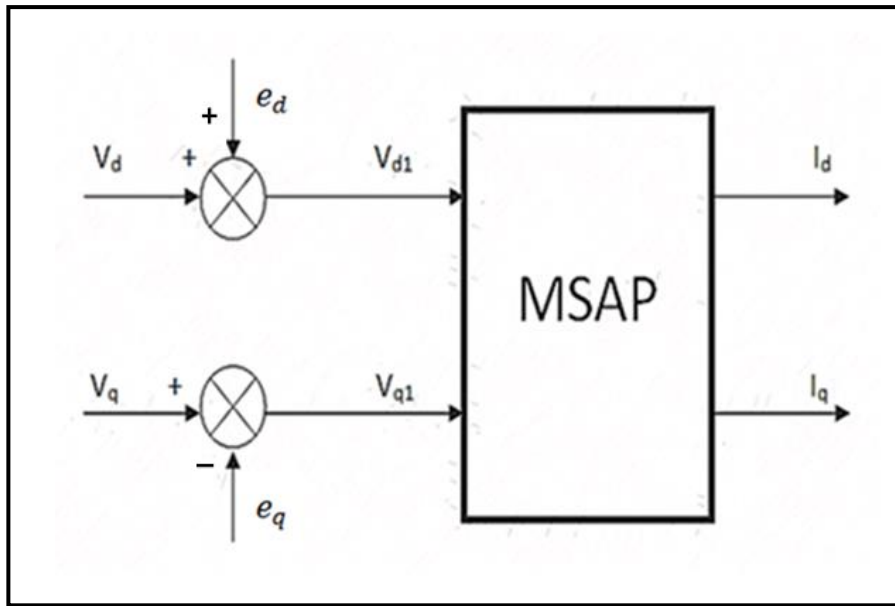 + e_d
V_d + V_d1 I_d
MSAP
V_q + V_q1 I_q
− e_q